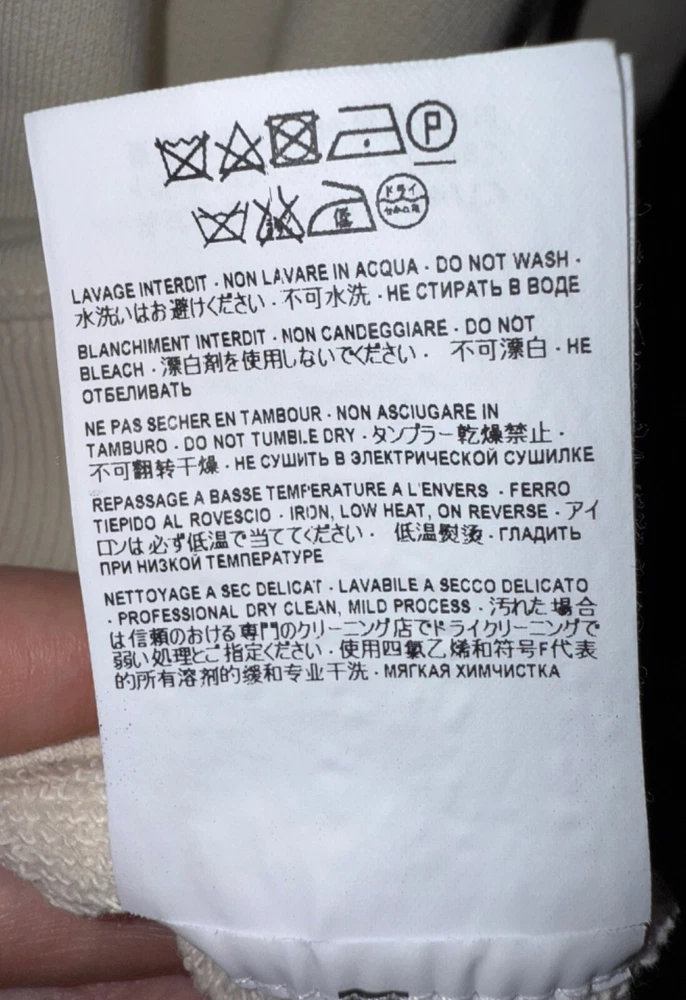 P
低
ドライ
セキユ系
LAVAGE INTERDIT · NON LAVARE IN ACQUA · DO NOT WASH ·
水洗いはお避けください · 不可水洗 · НЕ СТИРАТЬ В ВОДЕ
BLANCHIMENT INTERDIT · NON CANDEGGIARE · DO NOT
BLEACH · 漂白剤を使用しないでください · 不可漂白 · НЕ
ОТБЕЛИВАТЬ
NE PAS SECHER EN TAMBOUR · NON ASCIUGARE IN
TAMBURO · DO NOT TUMBLE DRY · タンブラー乾燥禁止 ·
不可翻转干燥 · НЕ СУШИТЬ В ЭЛЕКТРИЧЕСКОЙ СУШИЛКЕ
REPASSAGE A BASSE TEMPERATURE A L'ENVERS · FERRO
TIEPIDO AL ROVESCIO · IRON, LOW HEAT, ON REVERSE · アイ
ロンは必ず低温で当ててください · 低温熨烫 · ГЛАДИТЬ
ПРИ НИЗКОЙ ТЕМПЕРАТУРЕ
NETTOYAGE A SEC DELICAT · LAVABILE A SECCO DELICATO
· PROFESSIONAL DRY CLEAN, MILD PROCESS · 汚れた場合
は信頼のおける専門のクリーニング店でドライクリーニングで
弱い処理とご指定ください · 使用四氯乙烯和符号F代表
的所有溶剂的缓和专业干洗 · МЯГКАЯ ХИМЧИСТКА